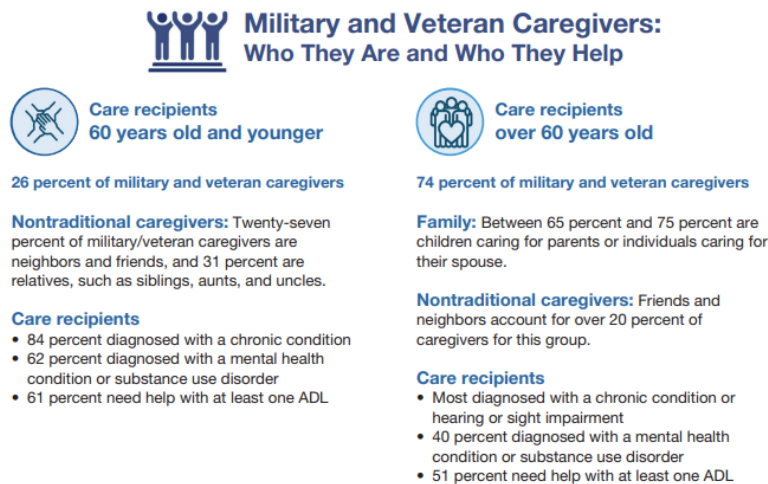 Military and Veteran Caregivers:
Who They Are and Who They Help
Care recipients
60 years old and younger
26 percent of military and veteran caregivers
Nontraditional caregivers: Twenty-seven
percent of military/veteran caregivers are
neighbors and friends, and 31 percent are
relatives, such as siblings, aunts, and uncles.
Care recipients
• 84 percent diagnosed with a chronic condition
• 62 percent diagnosed with a mental health
condition or substance use disorder
• 61 percent need help with at least one ADL
Care recipients
over 60 years old
74 percent of military and veteran caregivers
Family: Between 65 percent and 75 percent are
children caring for parents or individuals caring for
their spouse.
Nontraditional caregivers: Friends and
neighbors account for over 20 percent of
caregivers for this group.
Care recipients
• Most diagnosed with a chronic condition or
hearing or sight impairment
• 40 percent diagnosed with a mental health
condition or substance use disorder
• 51 percent need help with at least one ADL